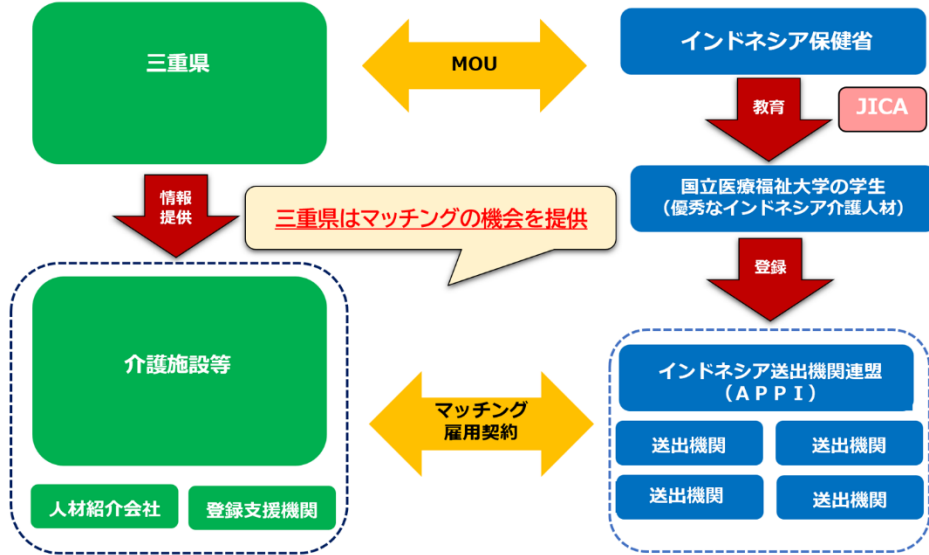 三重県
MOU
インドネシア保健省
教育
JICA
情報
提供
三重県はマッチングの機会を提供
国立医療福祉大学の学生
(優秀なインドネシア介護人材)
登録
介護施設等
マッチング
雇用契約
インドネシア送出機関連盟
(APPI)
送出機関
送出機関
送出機関
送出機関
人材紹介会社
登録支援機関